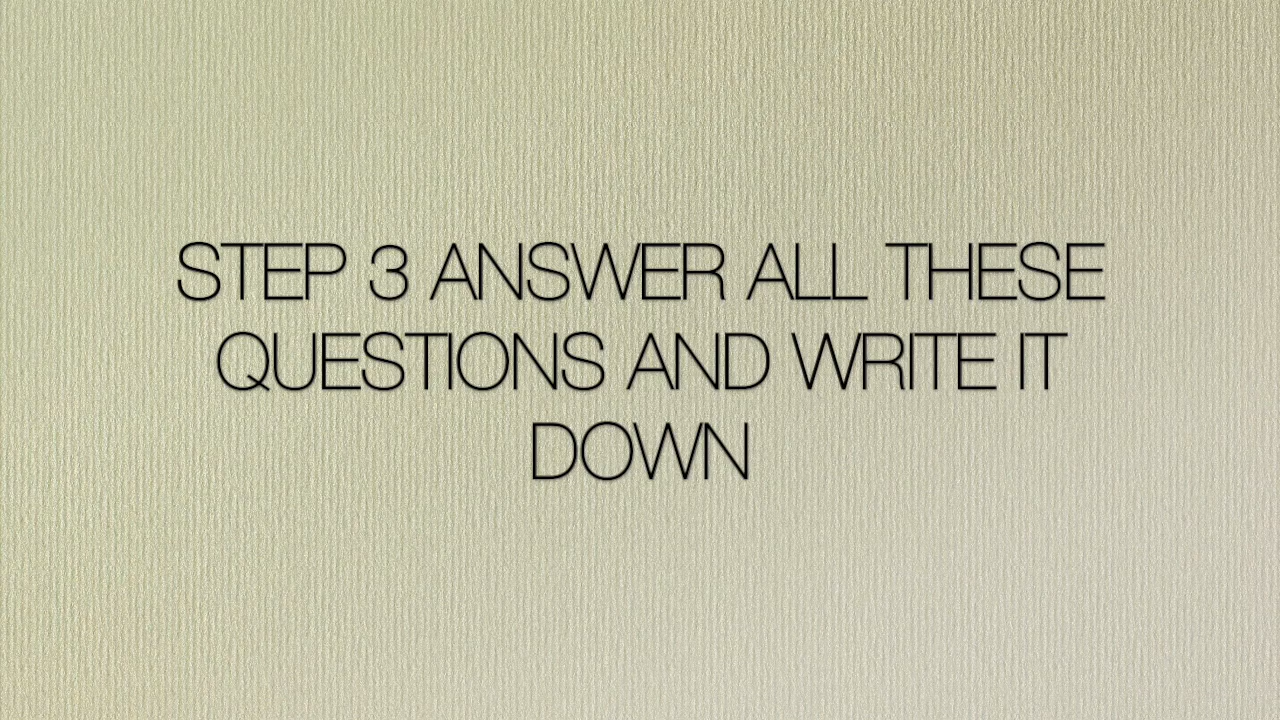 STEP 3 ANSWER ALL THESE
QUESTIONS AND WRITE IT
DOWN